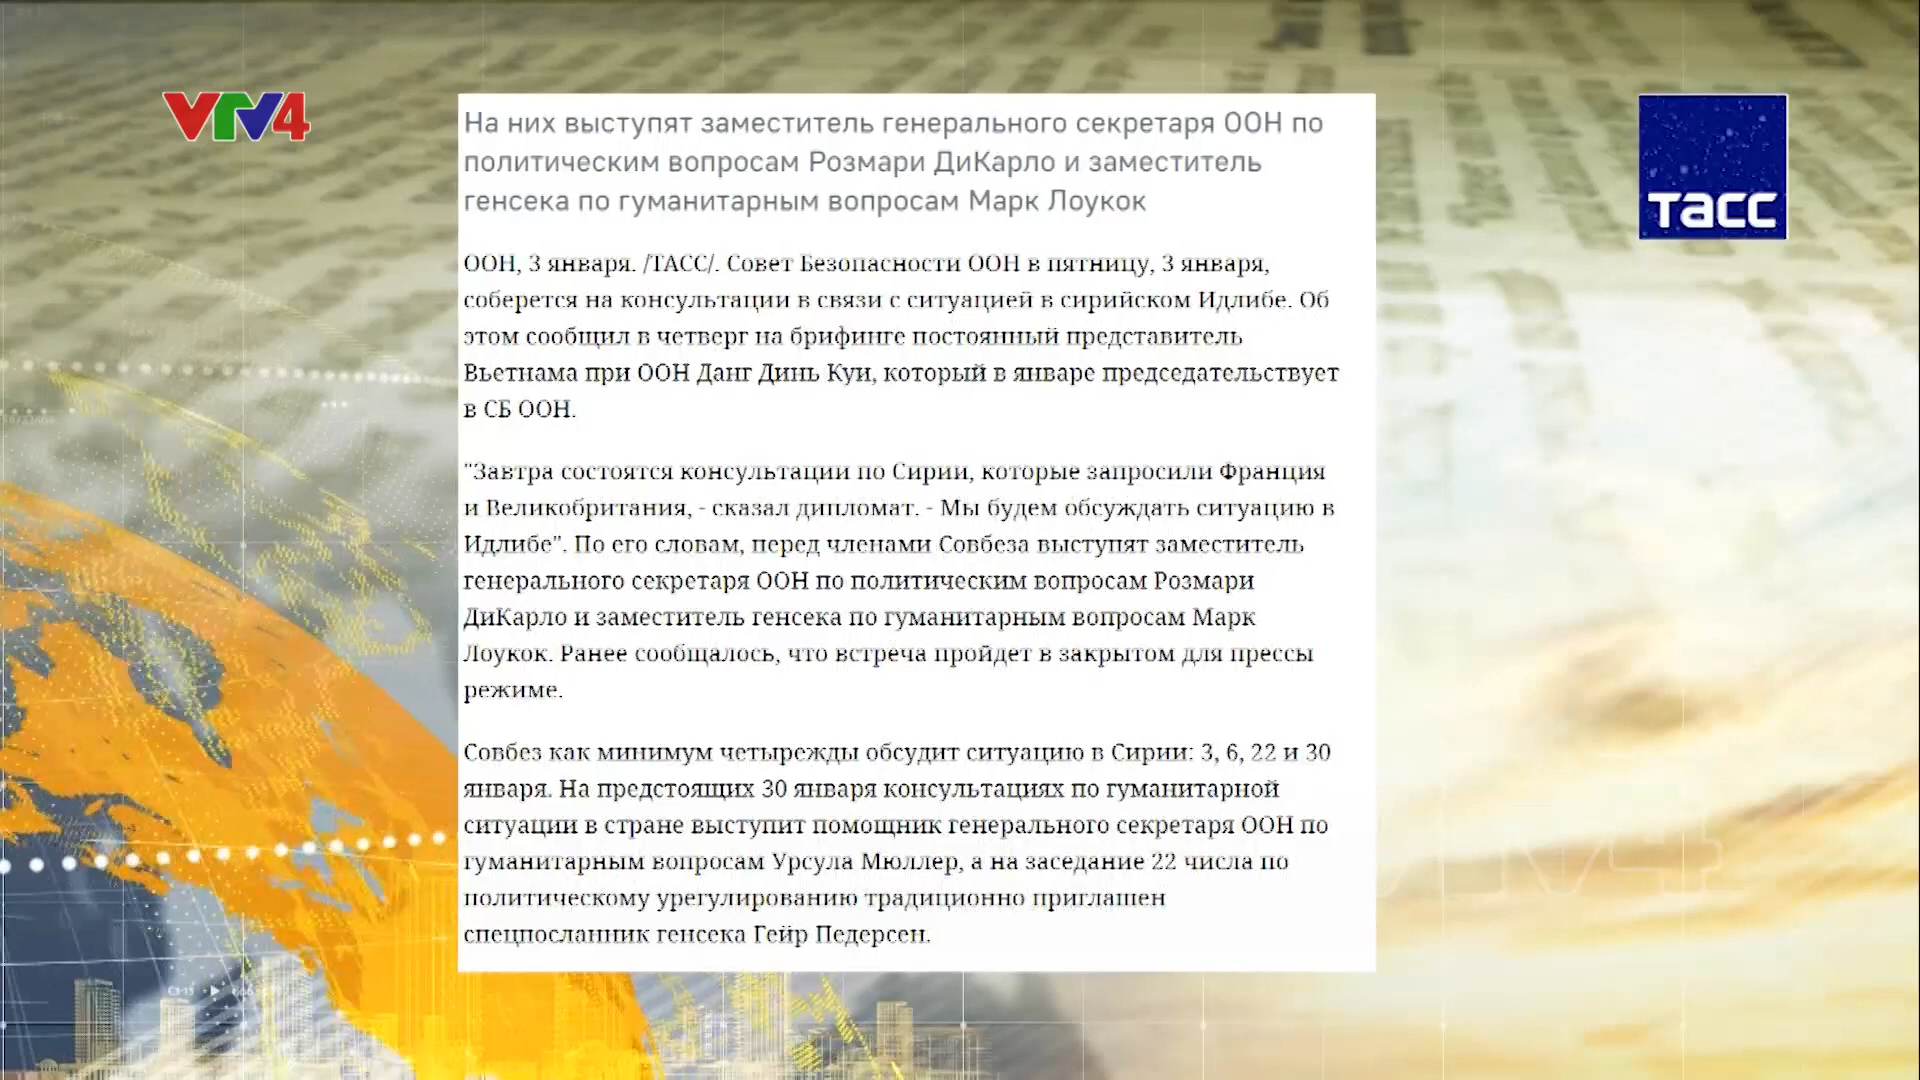 VTV4
ТАСС
На них выступят заместитель генерального секретаря ООН по
политическим вопросам Розмари ДиКарло и заместитель
генсека по гуманитарным вопросам Марк Лоукок
ООН, 3 января. /ТАСС/. Совет Безопасности ООН в пятницу, 3 января,
соберется на консультации в связи с ситуацией в сирийском Идлибе. Об
этом сообщил в четверг на брифинге постоянный представитель
Вьетнама при ООН Данг Динь Куи, который в январе председательствует
в СБ ООН.
"Завтра состоятся консультации по Сирии, которые запросили Франция
и Великобритания, - сказал дипломат. - Мы будем обсуждать ситуацию в
Идлибе". По его словам, перед членами Совбеза выступят заместитель
генерального секретаря ООН по политическим вопросам Розмари
ДиКарло и заместитель генсека по гуманитарным вопросам Марк
Лоукок. Ранее сообщалось, что встреча пройдет в закрытом для прессы
режиме.
Совбез как минимум четырежды обсудит ситуацию в Сирии: 3, 6, 22 и 30
января. На предстоящих 30 января консультациях по гуманитарной
ситуации в стране выступит помощник генерального секретаря ООН по
гуманитарным вопросам Урсула Мюллер, а на заседание 22 числа по
политическому урегулированию традиционно приглашен
спецпосланник генсека Гейр Педерсен.